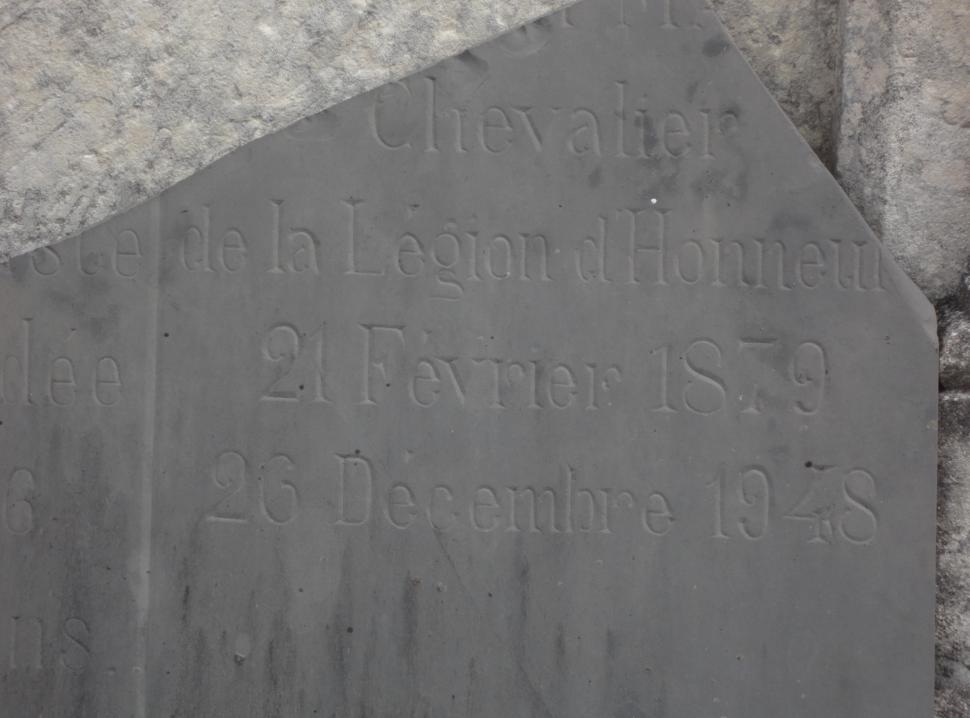 Chevalier
de la Légion d'Honneur
21 Février 1879
26 Décembre 1948